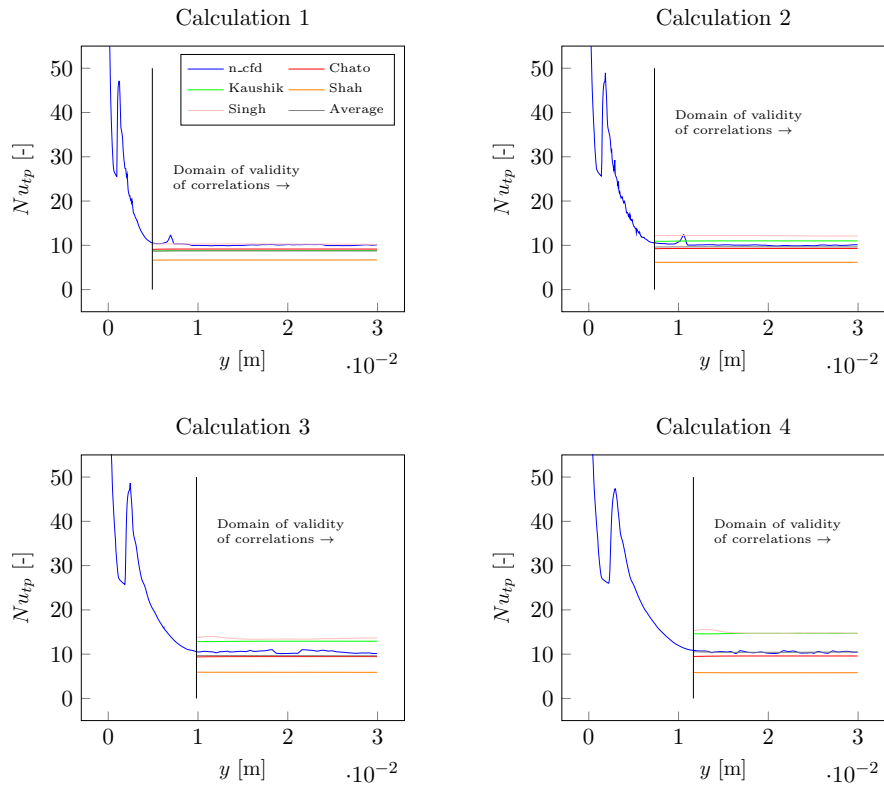 Calculation 1
50
40
30
20
10
0
Nu_tp [-]
n_cfd Chato
Kaushik Shah
Singh Average
Domain of validity
of correlations →
0 1 2 3
·10−2
y [m]
Calculation 2
50
40
30
20
10
0
Nu_tp [-]
Domain of validity
of correlations →
0 1 2 3
·10−2
y [m]
Calculation 3
50
40
30
20
10
0
Nu_tp [-]
Domain of validity
of correlations →
0 1 2 3
·10−2
y [m]
Calculation 4
50
40
30
20
10
0
Nu_tp [-]
Domain of validity
of correlations →
0 1 2 3
·10−2
y [m]